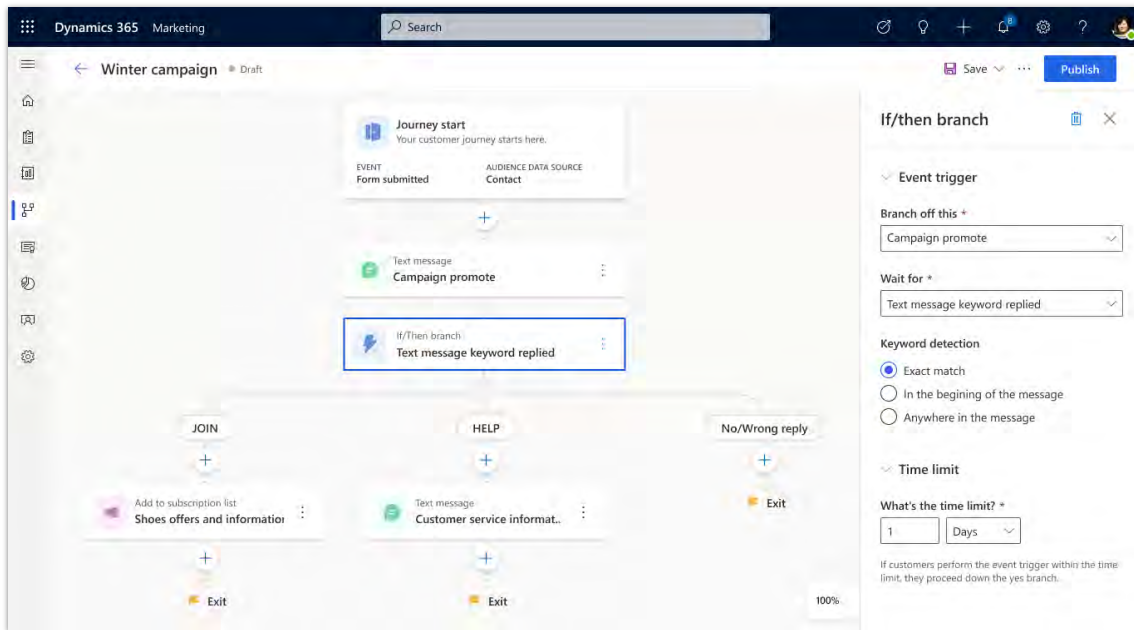 Dynamics 365 Marketing Search 8 ?
Winter campaign Draft Save ... Publish
Journey start
Your customer journey starts here.
EVENT AUDIENCE DATA SOURCE
Form submitted Contact
Text message
Campaign promote
If/Then branch
Text message keyword replied
JOIN HELP No/Wrong reply
Add to subscription list
Shoes offers and information
Text message
Customer service informat..
Exit
Exit Exit
100%
If/then branch
Event trigger
Branch off this *
Campaign promote
Wait for *
Text message keyword replied
Keyword detection
Exact match
In the begining of the message
Anywhere in the message
Time limit
What's the time limit? *
1 Days
If customers perform the event trigger within the time
limit, they proceed down the yes branch.